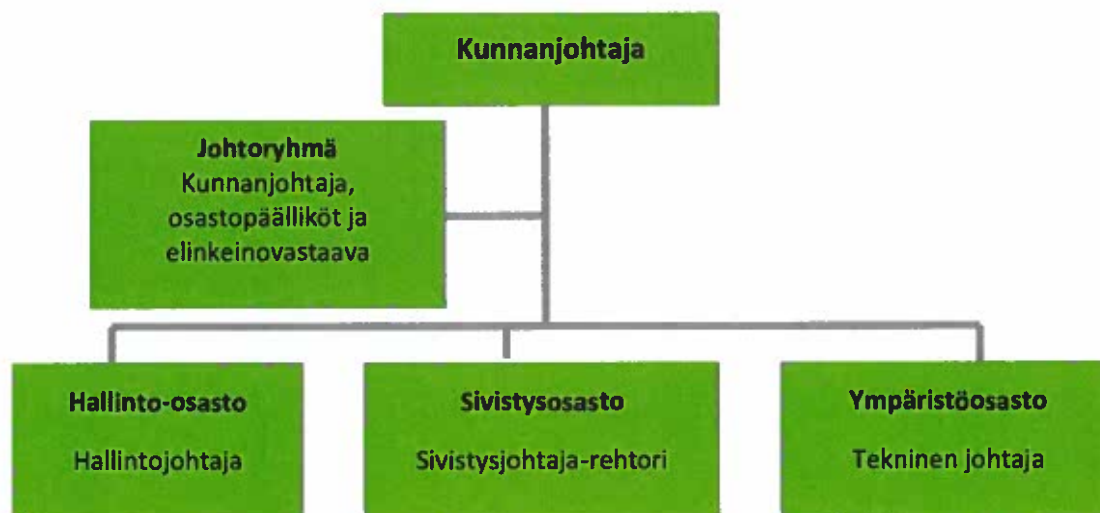 Kunnanjohtaja
Johtoryhmä
Kunnanjohtaja,
osastopäälliköt ja
elinkeinovastaava
Hallinto-osasto
Hallintojohtaja
Sivistysosasto
Sivistysjohtaja-rehtori
Ympäristöosasto
Tekninen johtaja